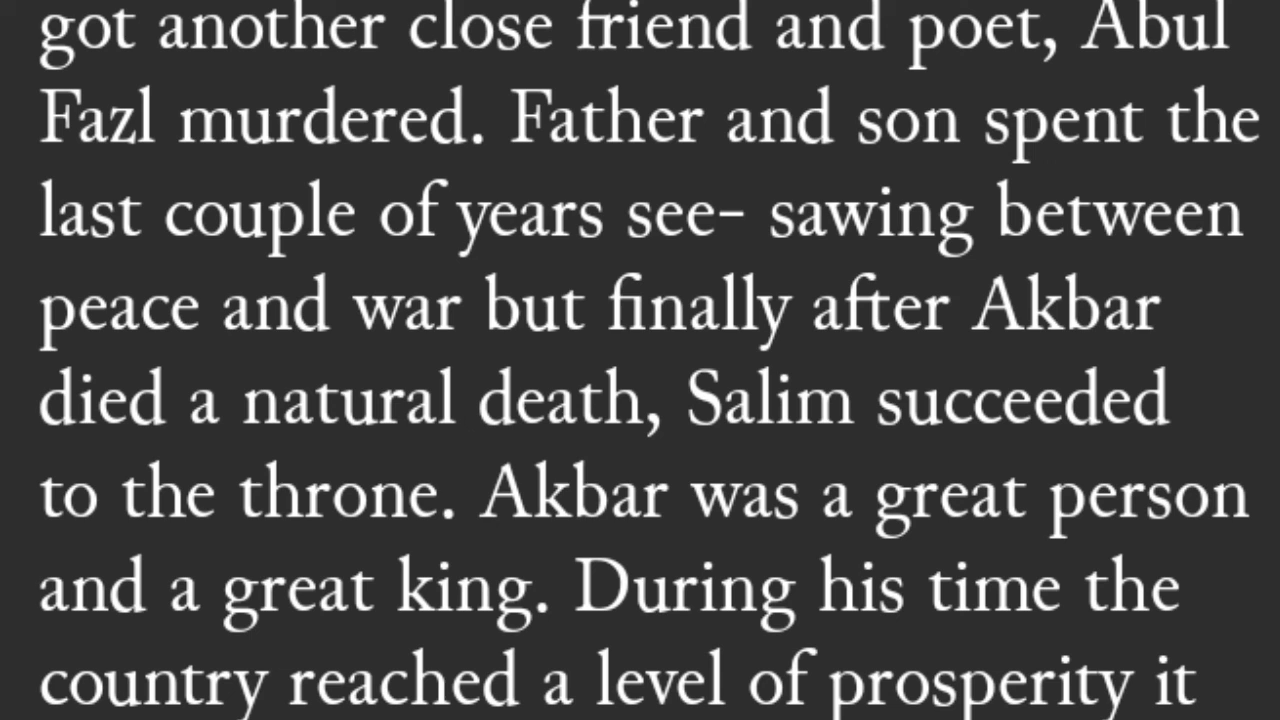 got another close friend and poet, Abul
Fazl murdered. Father and son spent the
last couple of years see- sawing between
peace and war but finally after Akbar
died a natural death, Salim succeeded
to the throne. Akbar was a great person
and a great king. During his time the
country reached a level of prosperity it